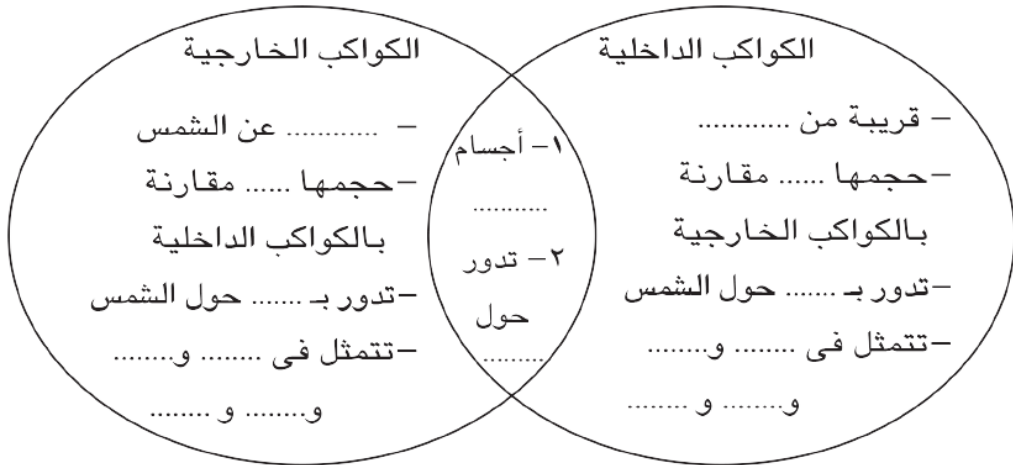 الكواكب الداخلية
– قريبة من ............
–حجمها ...... مقارنة
بالكواكب الخارجية
–تدور بـ ....... حول الشمس
–تتمثل فى ........ و........
و........ و ........
١– أجسام
..........
٢– تدور
حول
........
الكواكب الخارجية
– ............ عن الشمس
–حجمها ...... مقارنة
بالكواكب الداخلية
–تدور بـ ....... حول الشمس
–تتمثل فى ........ و........
و........ و ........